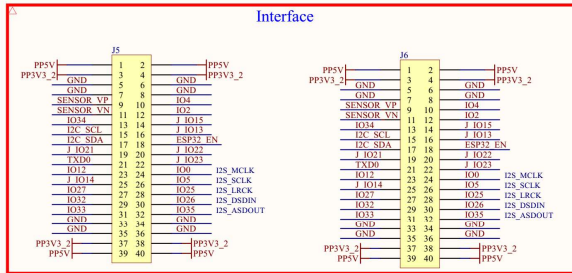 Interface
J5
PP5V 1 2 PP5V
PP3V3_2 3 4 PP3V3_2
GND 5 6 GND
GND 7 8 GND
SENSOR_VP 9 10 IO4
SENSOR_VN 11 12 IO2
IO34 13 14 J_IO15
I2C_SCL 15 16 J_IO13
I2C_SDA 17 18 ESP32_EN
J_IO21 19 20 J_IO22
TXD0 21 22 J_IO23
IO12 23 24 IO0 I2S_MCLK
J_IO14 25 26 IO5 I2S_SCLK
IO27 27 28 IO25 I2S_LRCK
IO32 29 30 IO26 I2S_DSDIN
IO33 31 32 IO35 I2S_ASDOUT
GND 33 34 GND
GND 35 36 GND
PP3V3_2 37 38 PP3V3_2
PP5V 39 40 PP5V
J6
PP5V 1 2 PP5V
PP3V3_2 3 4 PP3V3_2
GND 5 6 GND
GND 7 8 GND
SENSOR_VP 9 10 IO4
SENSOR_VN 11 12 IO2
IO34 13 14 J_IO15
I2C_SCL 15 16 J_IO13
I2C_SDA 17 18 ESP32_EN
J_IO21 19 20 J_IO22
TXD0 21 22 J_IO23
IO12 23 24 IO0 I2S_MCLK
J_IO14 25 26 IO5 I2S_SCLK
IO27 27 28 IO25 I2S_LRCK
IO32 29 30 IO26 I2S_DSDIN
IO33 31 32 IO35 I2S_ASDOUT
GND 33 34 GND
GND 35 36 GND
PP3V3_2 37 38 PP3V3_2
PP5V 39 40 PP5V